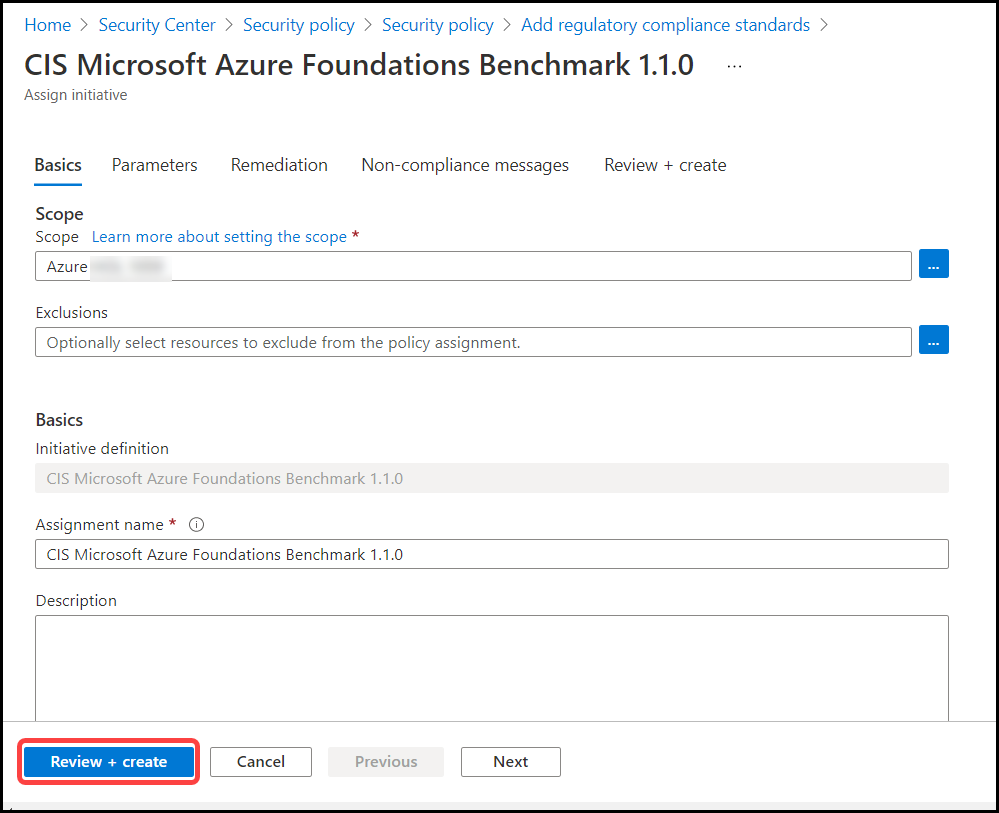 Home > Security Center > Security policy > Security policy > Add regulatory compliance standards >
CIS Microsoft Azure Foundations Benchmark 1.1.0 ...
Assign initiative
Basics Parameters Remediation Non-compliance messages Review + create
Scope
Scope Learn more about setting the scope *
Azure
...
Exclusions
Optionally select resources to exclude from the policy assignment.
...
Basics
Initiative definition
CIS Microsoft Azure Foundations Benchmark 1.1.0
Assignment name *
CIS Microsoft Azure Foundations Benchmark 1.1.0
Description
Review + create Cancel Previous Next